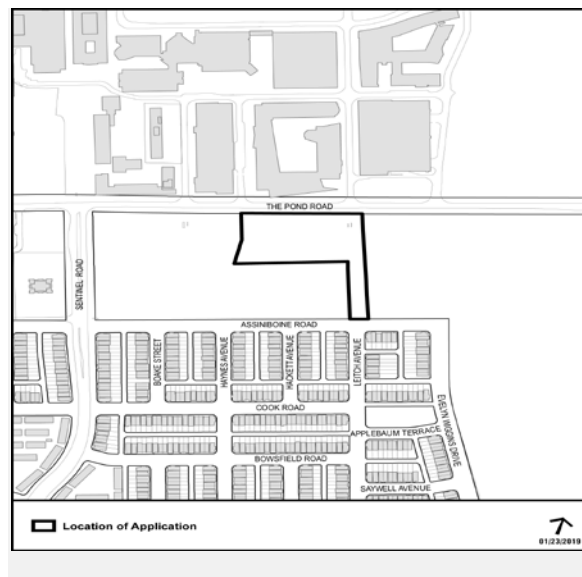 THE POND ROAD
SENTINEL ROAD
ASSINIBOINE ROAD
BOAKE STREET
HAYNES AVENUE
HACKETT AVENUE
LEITCH AVENUE
COOK ROAD
EVELYN WIGGINS DRIVE
APPLEBAUM TERRACE
BOWSFIELD ROAD
SAYWELL AVENUE
Location of Application
01/23/2019